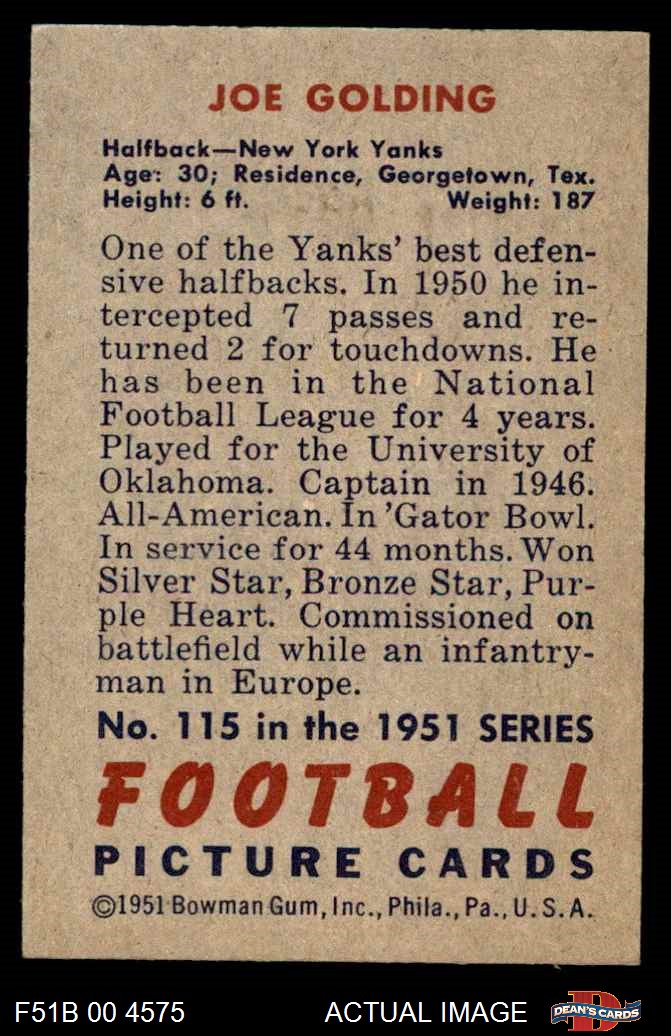 JOE GOLDING
Halfback—New York Yanks
Age: 30; Residence, Georgetown, Tex.
Height: 6 ft. Weight: 187
One of the Yanks' best defen-
sive halfbacks. In 1950 he in-
tercepted 7 passes and re-
turned 2 for touchdowns. He
has been in the National
Football League for 4 years.
Played for the University of
Oklahoma. Captain in 1946.
All-American. In 'Gator Bowl.
In service for 44 months. Won
Silver Star, Bronze Star, Pur-
ple Heart. Commissioned on
battlefield while an infantry-
man in Europe.
No. 115 in the 1951 SERIES
FOOTBALL
PICTURE CARDS
©1951 Bowman Gum, Inc., Phila., Pa., U.S.A.
F51B 00 4575 ACTUAL IMAGE
DEAN'S CARDS